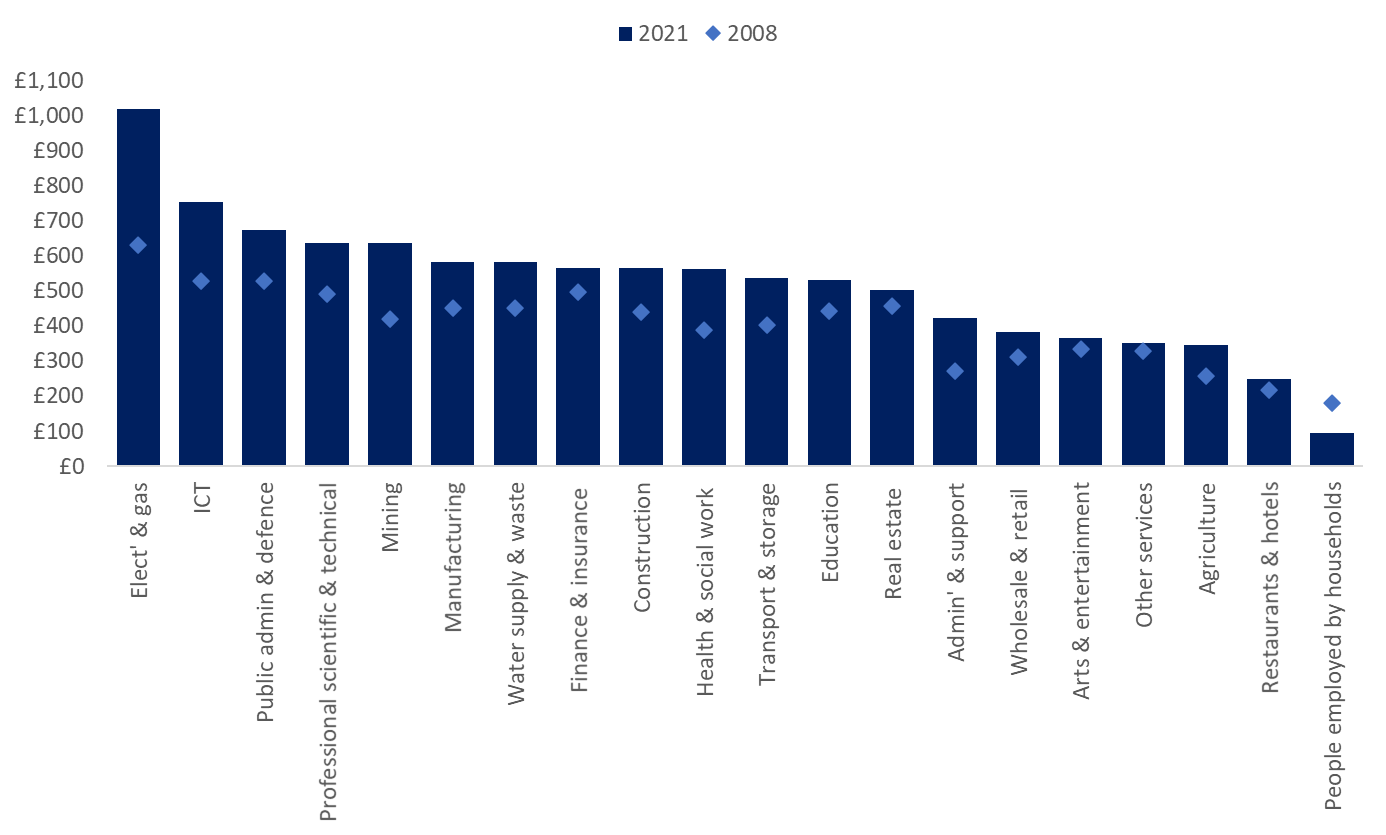 2021 2008
£1,100
£1,000
£900
£800
£700
£600
£500
£400
£300
£200
£100
£0
Elect' & gas
ICT
Public admin & defence
Professional scientific & technical
Mining
Manufacturing
Water supply & waste
Finance & insurance
Construction
Health & social work
Transport & storage
Education
Real estate
Admin' & support
Wholesale & retail
Arts & entertainment
Other services
Agriculture
Restaurants & hotels
People employed by households